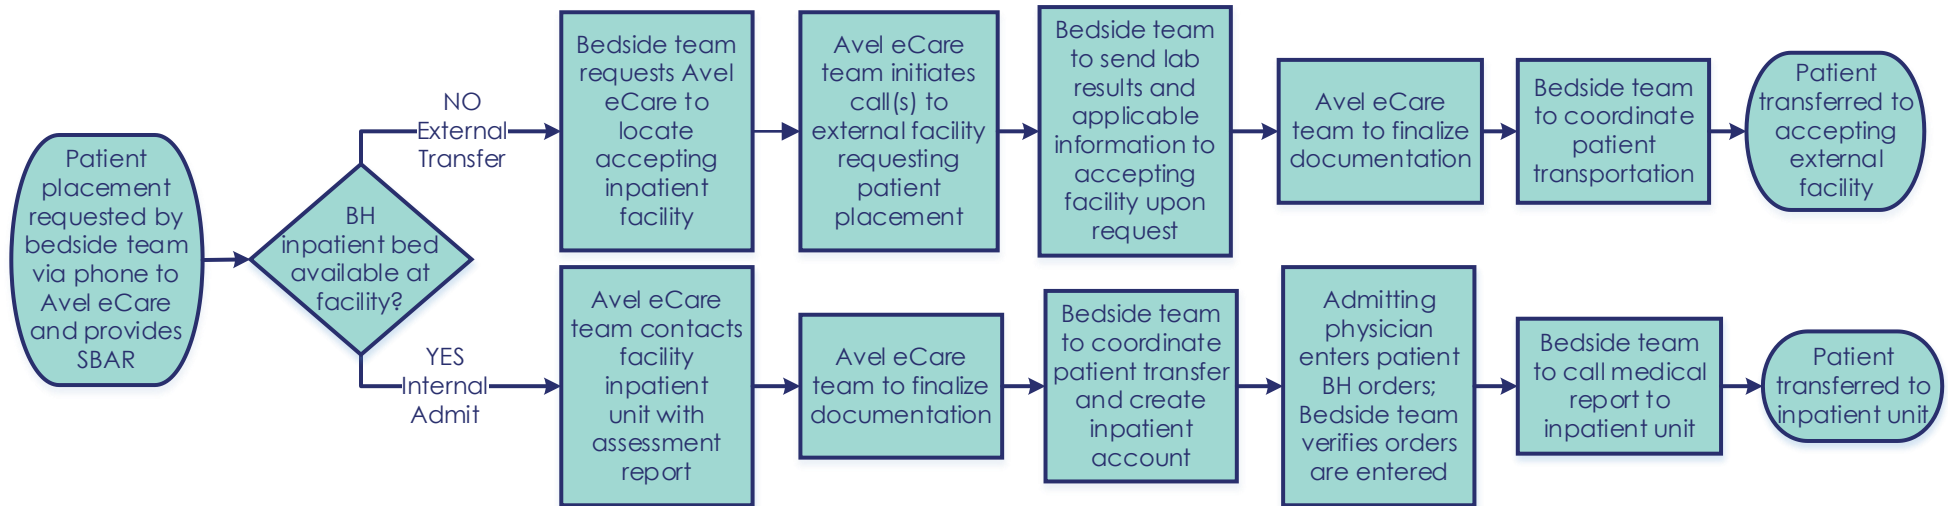 Patient
placement
requested by
bedside team
via phone to
Avel eCare
and provides
SBAR
BH
inpatient bed
available at
facility?
NO
External
Transfer
Bedside team
requests Avel
eCare to
locate
accepting
inpatient
facility
Avel eCare
team initiates
call(s) to
external facility
requesting
patient
placement
Bedside team
to send lab
results and
applicable
information to
accepting
facility upon
request
Avel eCare
team to finalize
documentation
Bedside team
to coordinate
patient
transportation
Patient
transferred to
accepting
external
facility
YES
Internal
Admit
Avel eCare
team contacts
facility
inpatient
unit with
assessment
report
Avel eCare
team to finalize
documentation
Bedside team
to coordinate
patient transfer
and create
inpatient
account
Admitting
physician
enters patient
BH orders;
Bedside team
verifies orders
are entered
Bedside team
to call medical
report to
inpatient unit
Patient
transferred to
inpatient unit